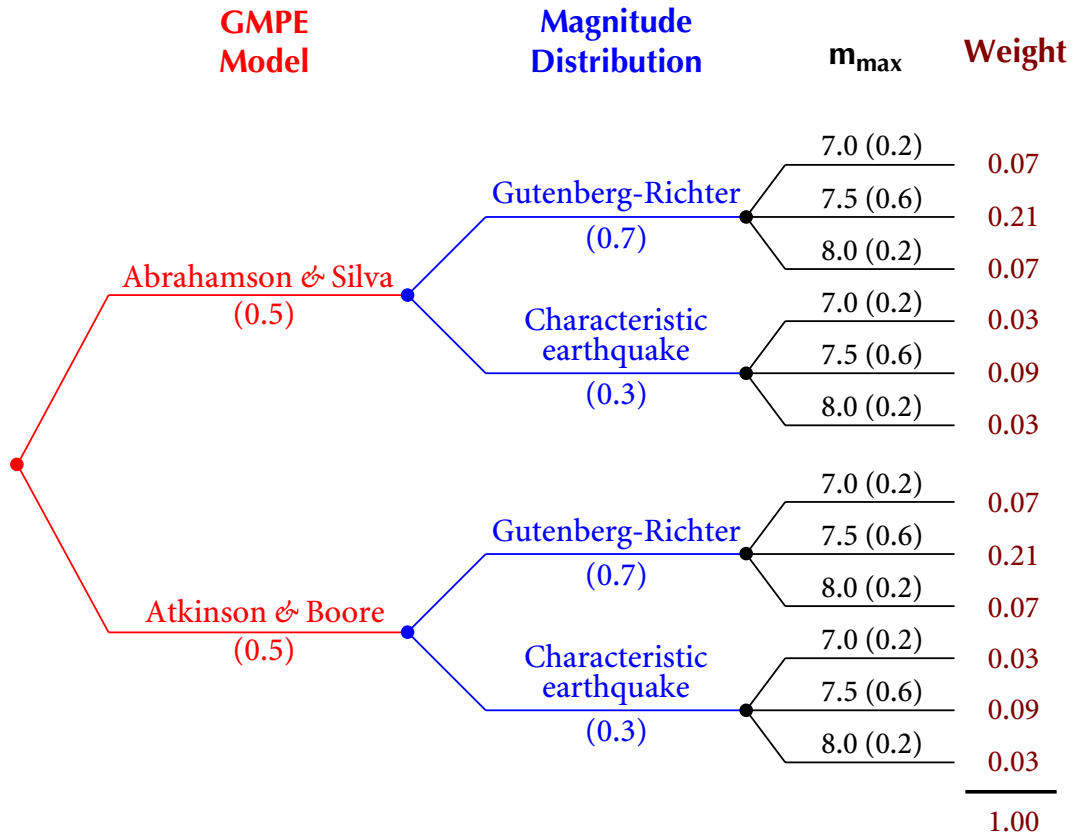 GMPE
Model
Magnitude
Distribution
m_max
Weight
Abrahamson & Silva
(0.5)
Gutenberg-Richter
(0.7)
7.0 (0.2)
0.07
7.5 (0.6)
0.21
8.0 (0.2)
0.07
Characteristic
earthquake
(0.3)
7.0 (0.2)
0.03
7.5 (0.6)
0.09
8.0 (0.2)
0.03
Atkinson & Boore
(0.5)
Gutenberg-Richter
(0.7)
7.0 (0.2)
0.07
7.5 (0.6)
0.21
8.0 (0.2)
0.07
Characteristic
earthquake
(0.3)
7.0 (0.2)
0.03
7.5 (0.6)
0.09
8.0 (0.2)
0.03
1.00